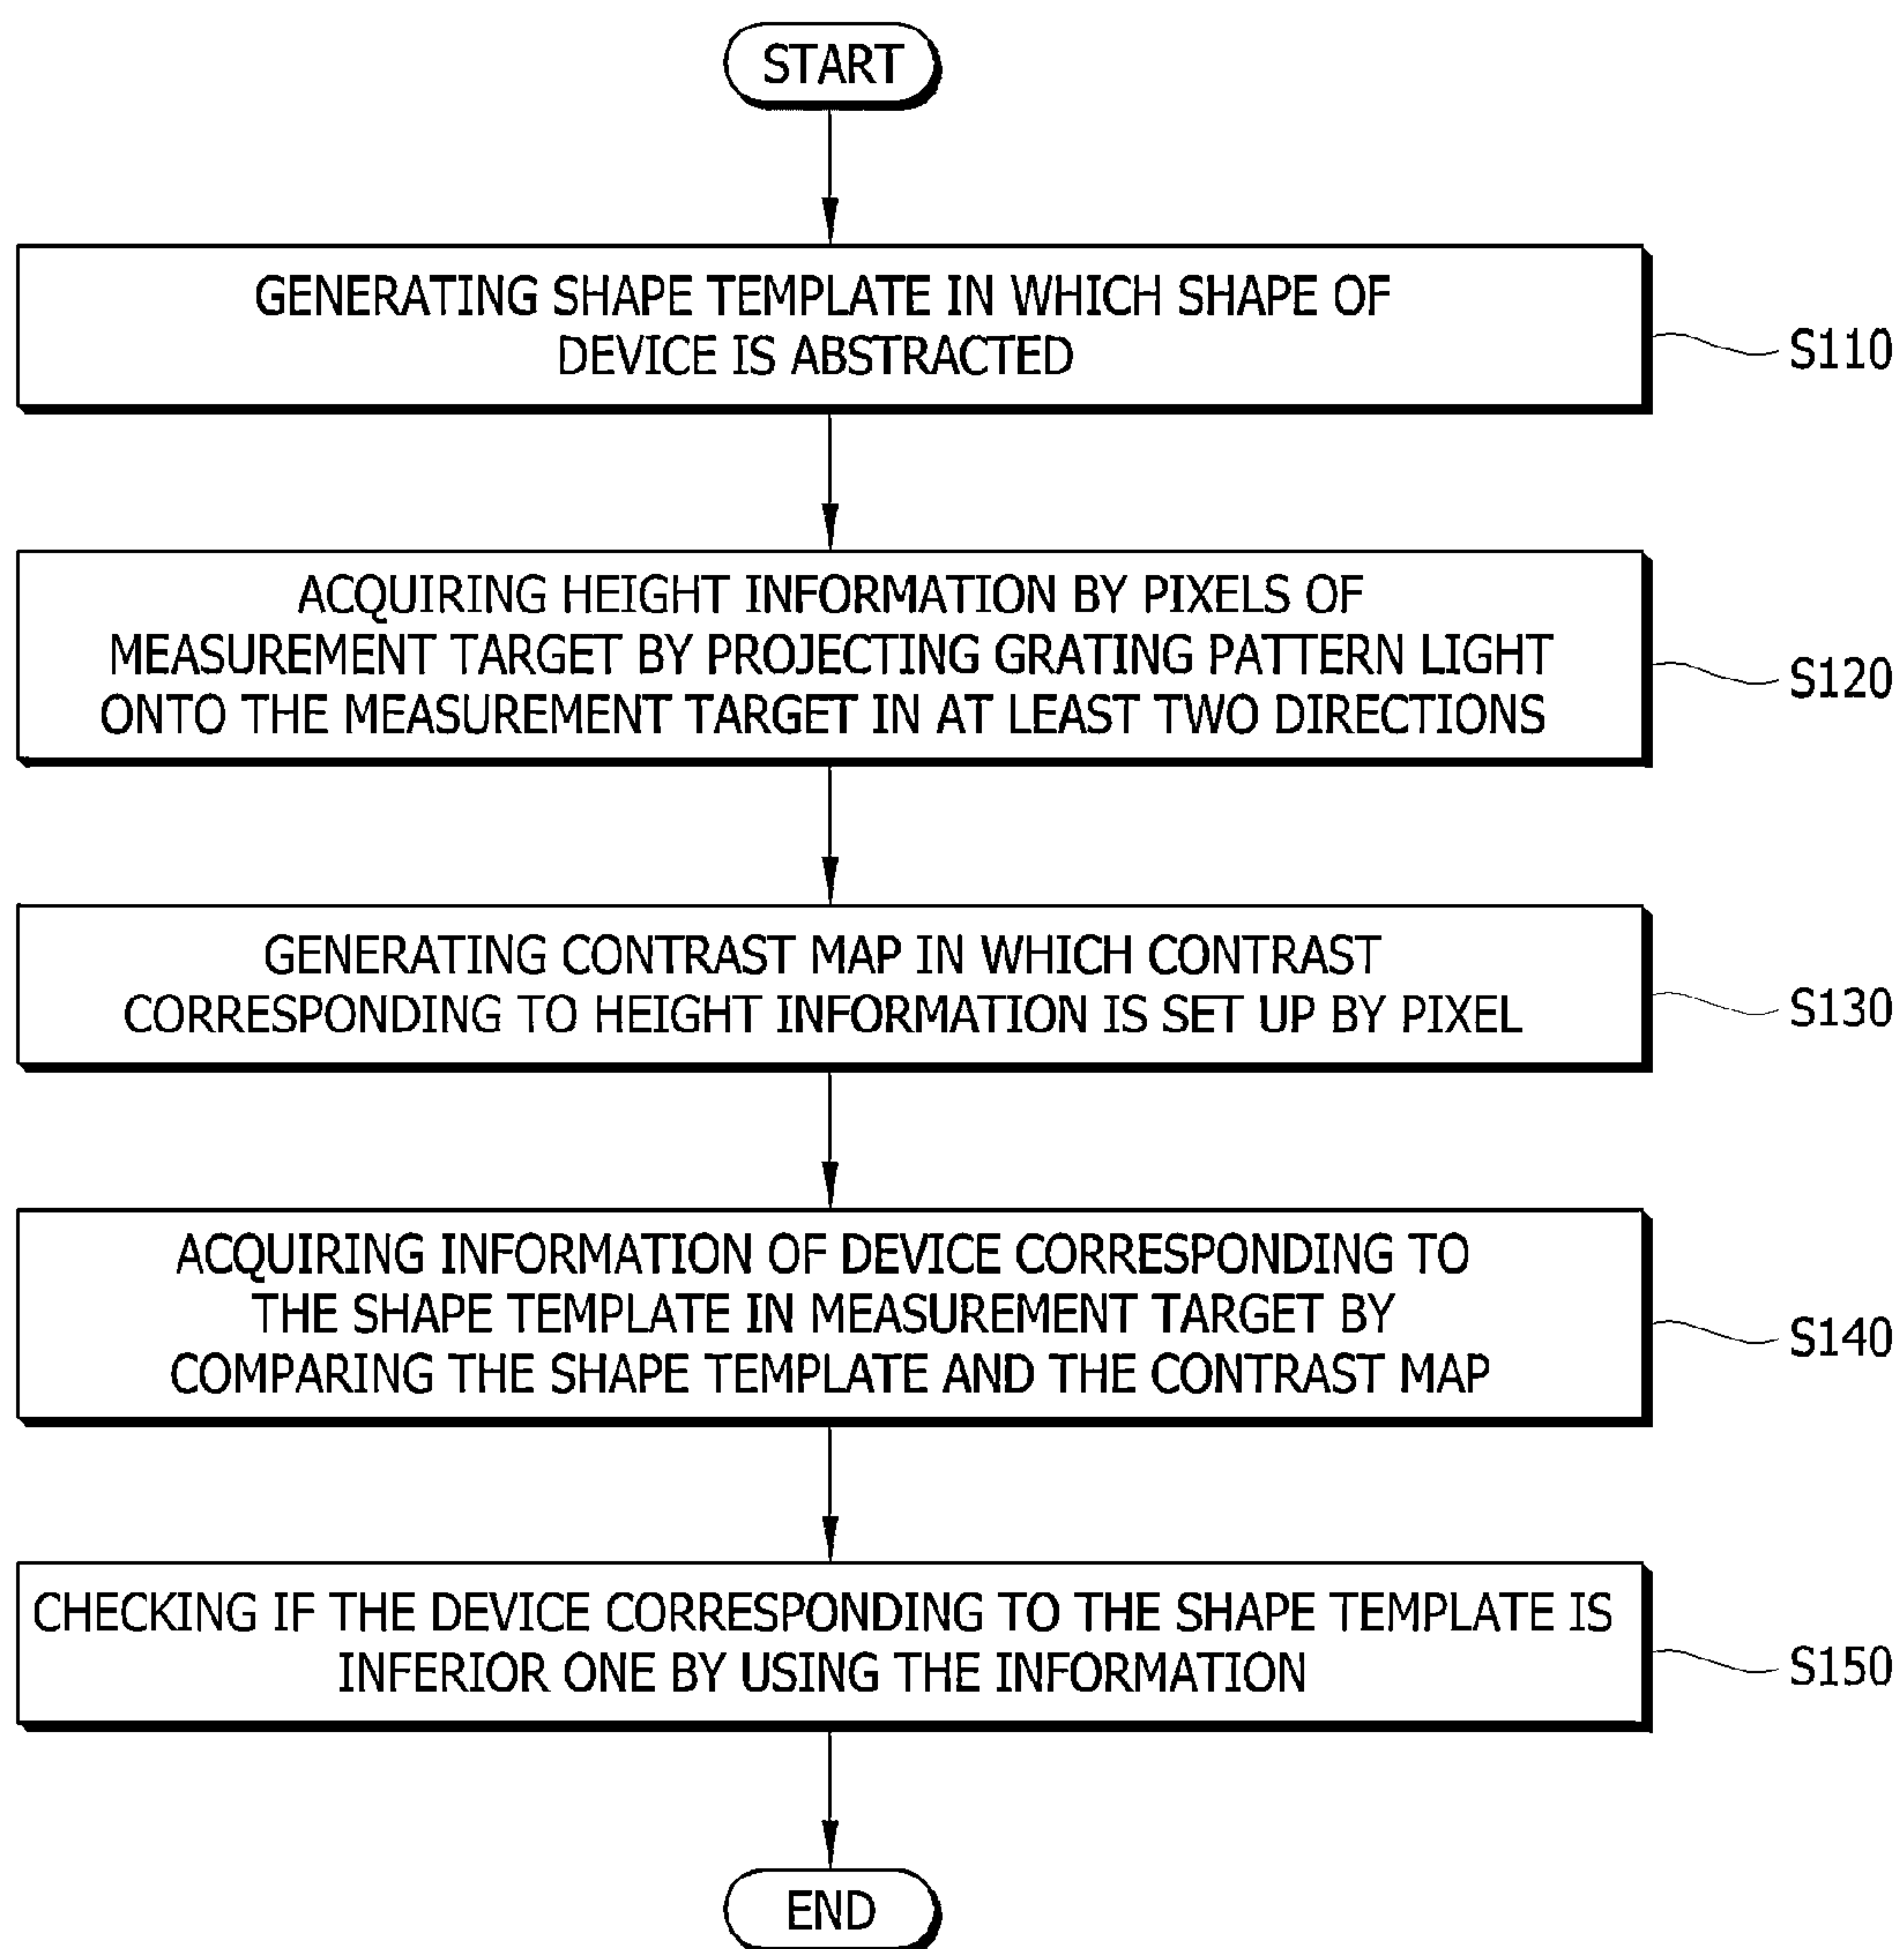 START
GENERATING SHAPE TEMPLATE IN WHICH SHAPE OF
DEVICE IS ABSTRACTED
S110
ACQUIRING HEIGHT INFORMATION BY PIXELS OF
MEASUREMENT TARGET BY PROJECTING GRATING PATTERN LIGHT
ONTO THE MEASUREMENT TARGET IN AT LEAST TWO DIRECTIONS
S120
GENERATING CONTRAST MAP IN WHICH CONTRAST
CORRESPONDING TO HEIGHT INFORMATION IS SET UP BY PIXEL
S130
ACQUIRING INFORMATION OF DEVICE CORRESPONDING TO
THE SHAPE TEMPLATE IN MEASUREMENT TARGET BY
COMPARING THE SHAPE TEMPLATE AND THE CONTRAST MAP
S140
CHECKING IF THE DEVICE CORRESPONDING TO THE SHAPE TEMPLATE IS
INFERIOR ONE BY USING THE INFORMATION
S150
END